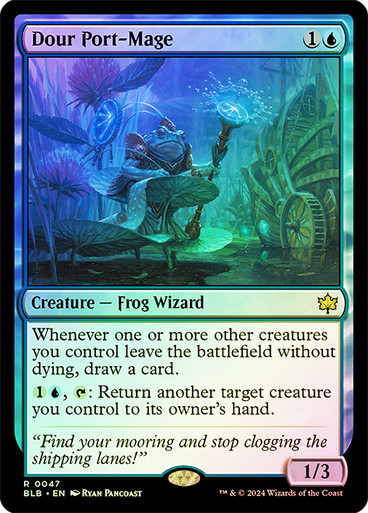 Dour Port-Mage 1
Creature — Frog Wizard
Whenever one or more other creatures
you control leave the battlefield without
dying, draw a card.
1, : Return another target creature
you control to its owner's hand.
“Find your mooring and stop clogging the
shipping lanes!”
1/3
R 0047
BLB • EN Ryan Pancoast
™ & © 2024 Wizards of the Coast